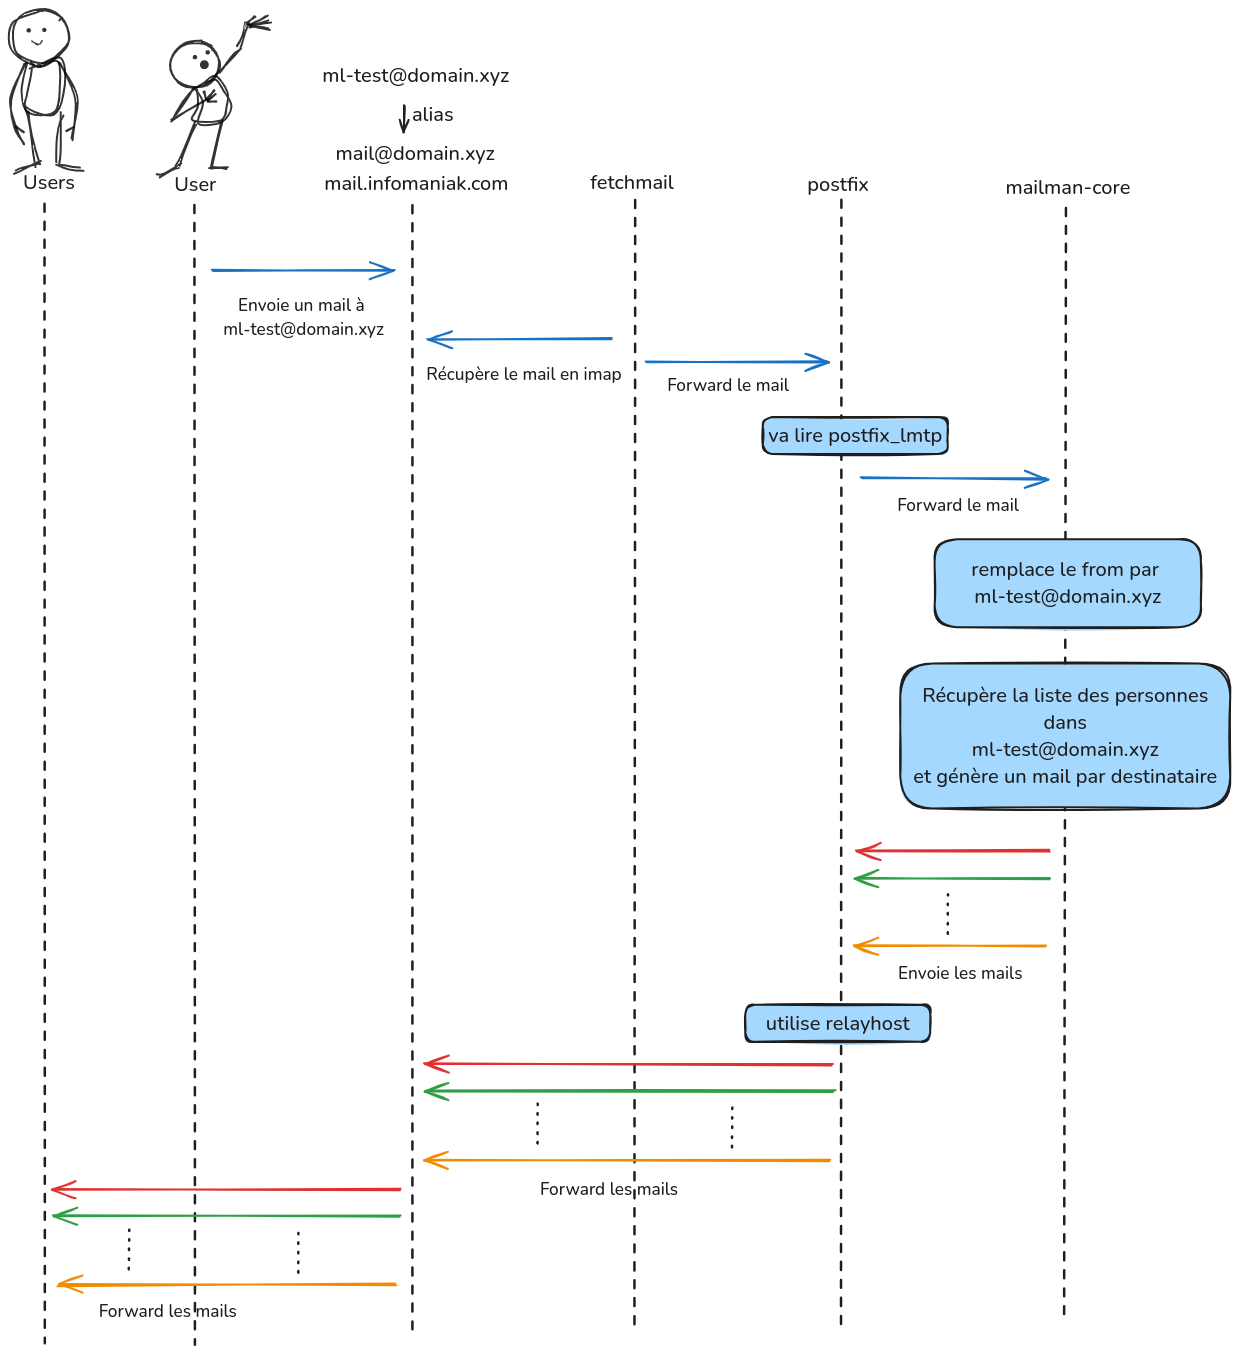 ml-test@domain.xyz
alias
mail@domain.xyz
Users
User
mail.infomaniak.com
fetchmail
postfix
mailman-core
Envoie un mail à
ml-test@domain.xyz
Récupère le mail en imap
Forward le mail
va lire postfix_lmtp
Forward le mail
remplace le from par
ml-test@domain.xyz
Récupère la liste des personnes
dans
ml-test@domain.xyz
et génère un mail par destinataire
Envoie les mails
utilise relayhost
Forward les mails
Forward les mails